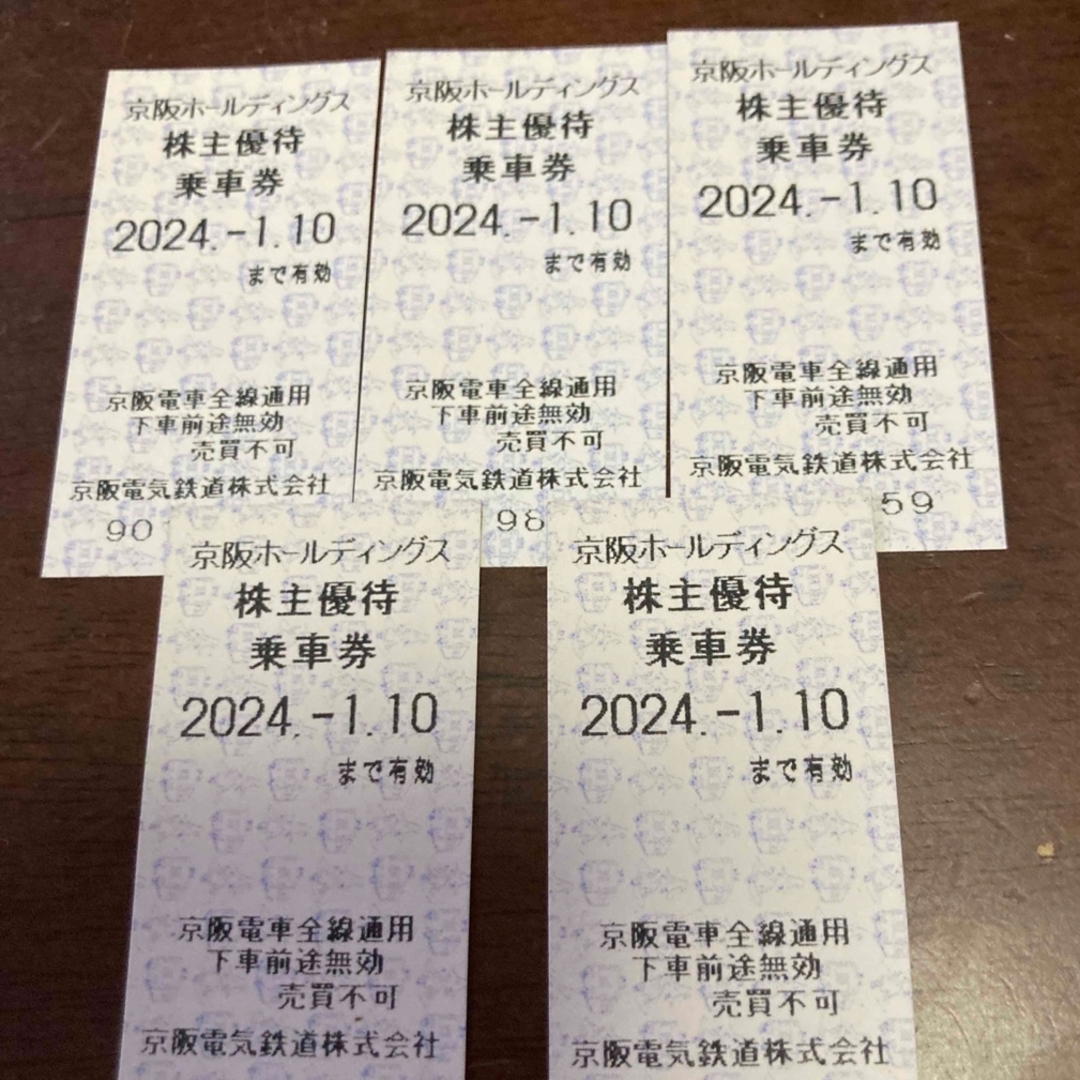 京阪ホールディングス
株主優待
乗車券
2024.-1.10
まで有効
京阪電車全線通用
下車前途無効
売買不可
京阪電気鉄道株式会社
90
京阪ホールディングス
株主優待
乗車券
2024.-1.10
まで有効
京阪電車全線通用
下車前途無効
売買不可
京阪電気鉄道株式会社
98
京阪ホールディングス
株主優待
乗車券
2024.-1.10
まで有効
京阪電車全線通用
下車前途無効
売買不可
京阪電気鉄道株式会社
59
京阪ホールディングス
株主優待
乗車券
2024.-1.10
まで有効
京阪電車全線通用
下車前途無効
売買不可
京阪電気鉄道株式会社
京阪ホールディングス
株主優待
乗車券
2024.-1.10
まで有効
京阪電車全線通用
下車前途無効
売買不可
京阪電気鉄道株式会社